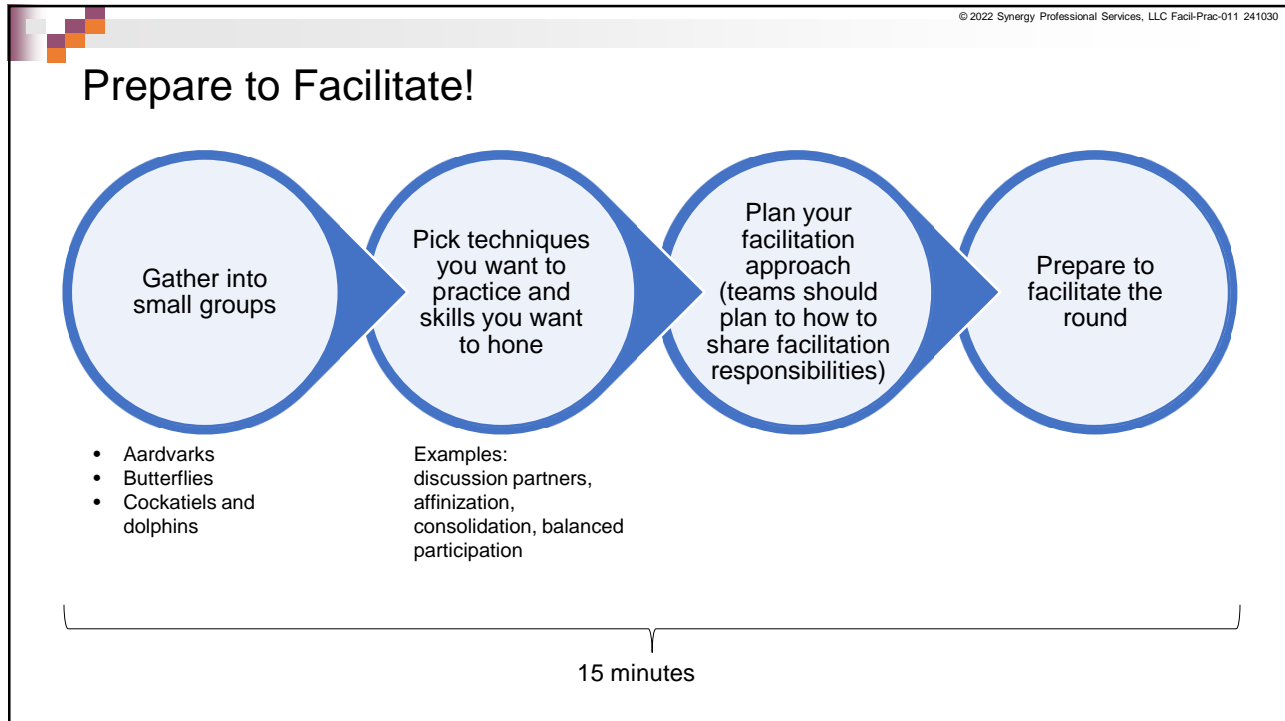 © 2022 Synergy Professional Services, LLC Facil-Prac-011 241030
Prepare to Facilitate!
Gather into
small groups
Pick techniques
you want to
practice and
skills you want
to hone
Plan your
facilitation
approach
(teams should
plan to how to
share facilitation
responsibilities)
Prepare to
facilitate the
round
• Aardvarks
• Butterflies
• Cockatiels and
dolphins
Examples:
discussion partners,
affinization,
consolidation, balanced
participation
15 minutes